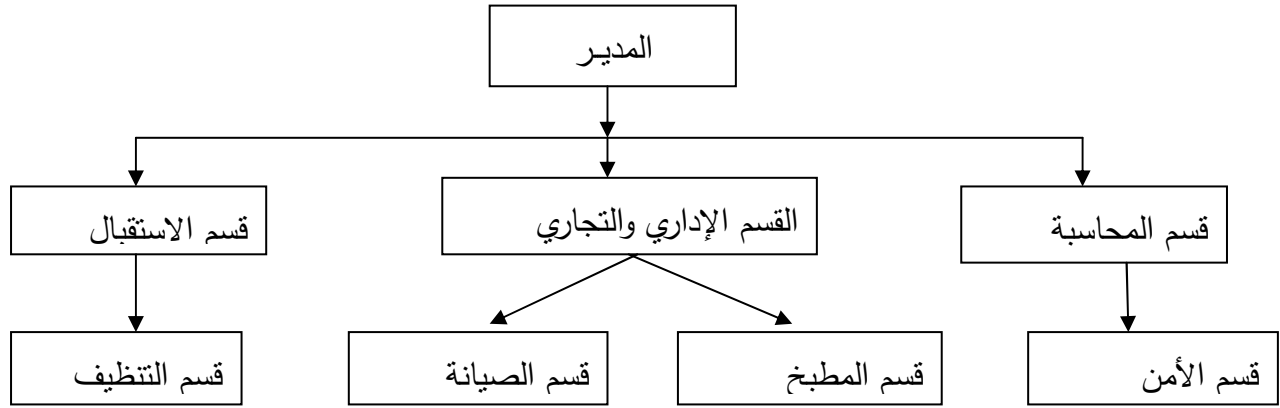 المديـر
قسم المحاسبة
القسم الإداري والتجاري
قسم الاستقبال
قسم الأمن
قسم المطبخ
قسم الصيانة
قسم التنظيف